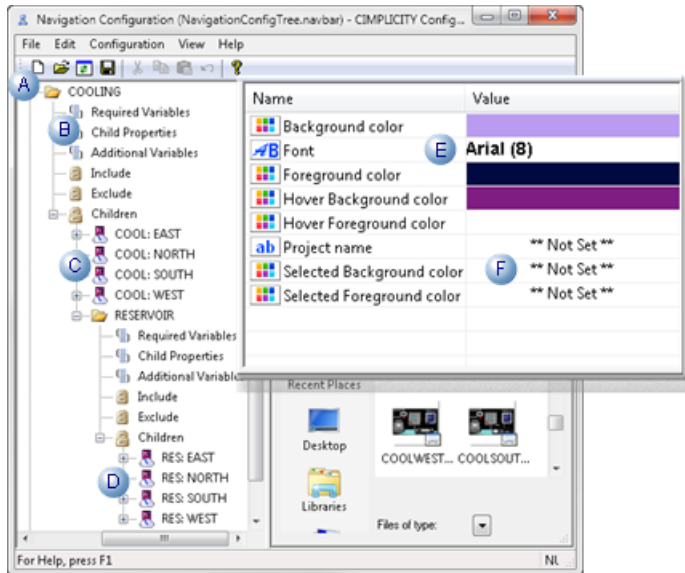 Navigation Configuration (NavigationConfigTree.navbar) - CIMPLICITY Config...
File Edit Configuration View Help
A
COOLING
Required Variables
B
Child Properties
Additional Variables
Include
Exclude
Children
COOL: EAST
COOL: NORTH
C
COOL: SOUTH
COOL: WEST
RESERVOIR
Required Variables
Child Properties
Additional Variable
Include
Exclude
Children
RES: EAST
D
RES: NORTH
RES: SOUTH
RES: WEST
Name Value
Background color
Font E Arial (8)
Foreground color
Hover Background color
Hover Foreground color
ab Project name ** Not Set **
Selected Background color F ** Not Set **
Selected Foreground color ** Not Set **
Recent Places
Desktop
Libraries
COOLWEST... COOLSOUT...
Files of type:
For Help, press F1 NL